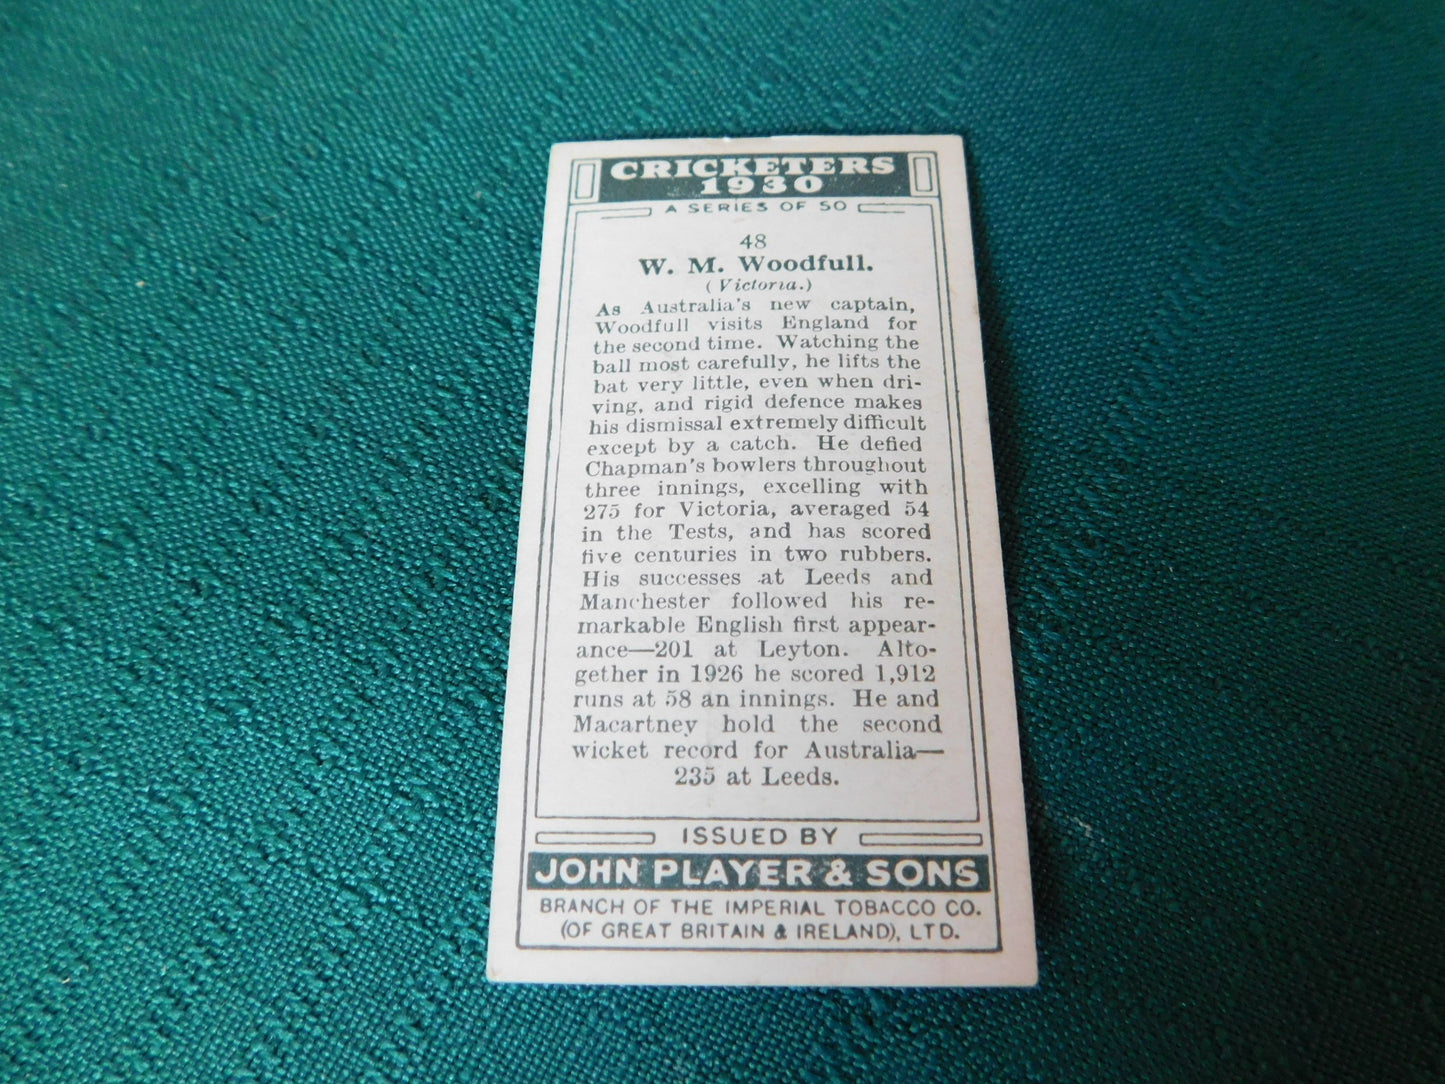 CRICKETERS
1930
A SERIES OF 50
48
W. M. Woodfull.
(Victoria.)
As Australia's new captain,
Woodfull visits England for
the second time. Watching the
ball most carefully, he lifts the
bat very little, even when dri-
ving, and rigid defence makes
his dismissal extremely difficult
except by a catch. He defied
Chapman's bowlers throughout
three innings, excelling with
275 for Victoria, averaged 54
in the Tests, and has scored
five centuries in two rubbers.
His successes at Leeds and
Manchester followed his re-
markable English first appear-
ance—201 at Leyton. Alto-
gether in 1926 he scored 1,912
runs at 58 an innings. He and
Macartney hold the second
wicket record for Australia—
235 at Leeds.
ISSUED BY
JOHN PLAYER & SONS
BRANCH OF THE IMPERIAL TOBACCO CO.
(OF GREAT BRITAIN & IRELAND), LTD.